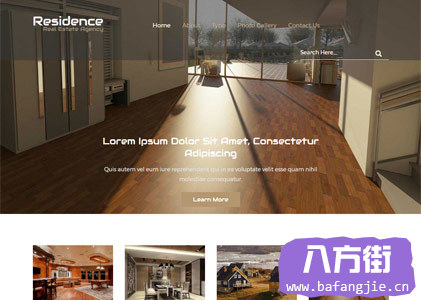 Residence
Real Estate Agency
Home About Type Photo Gallery Contact Us
Search Here...
Lorem Ipsum Dolor Sit Amet, Consectetur
Adipiscing
Quis autem vel eum iure reprehenderit qui in ea voluptate velit esse quam nihil
molestiae consequatur.
Learn More
八方街
www.bafangjie.cn